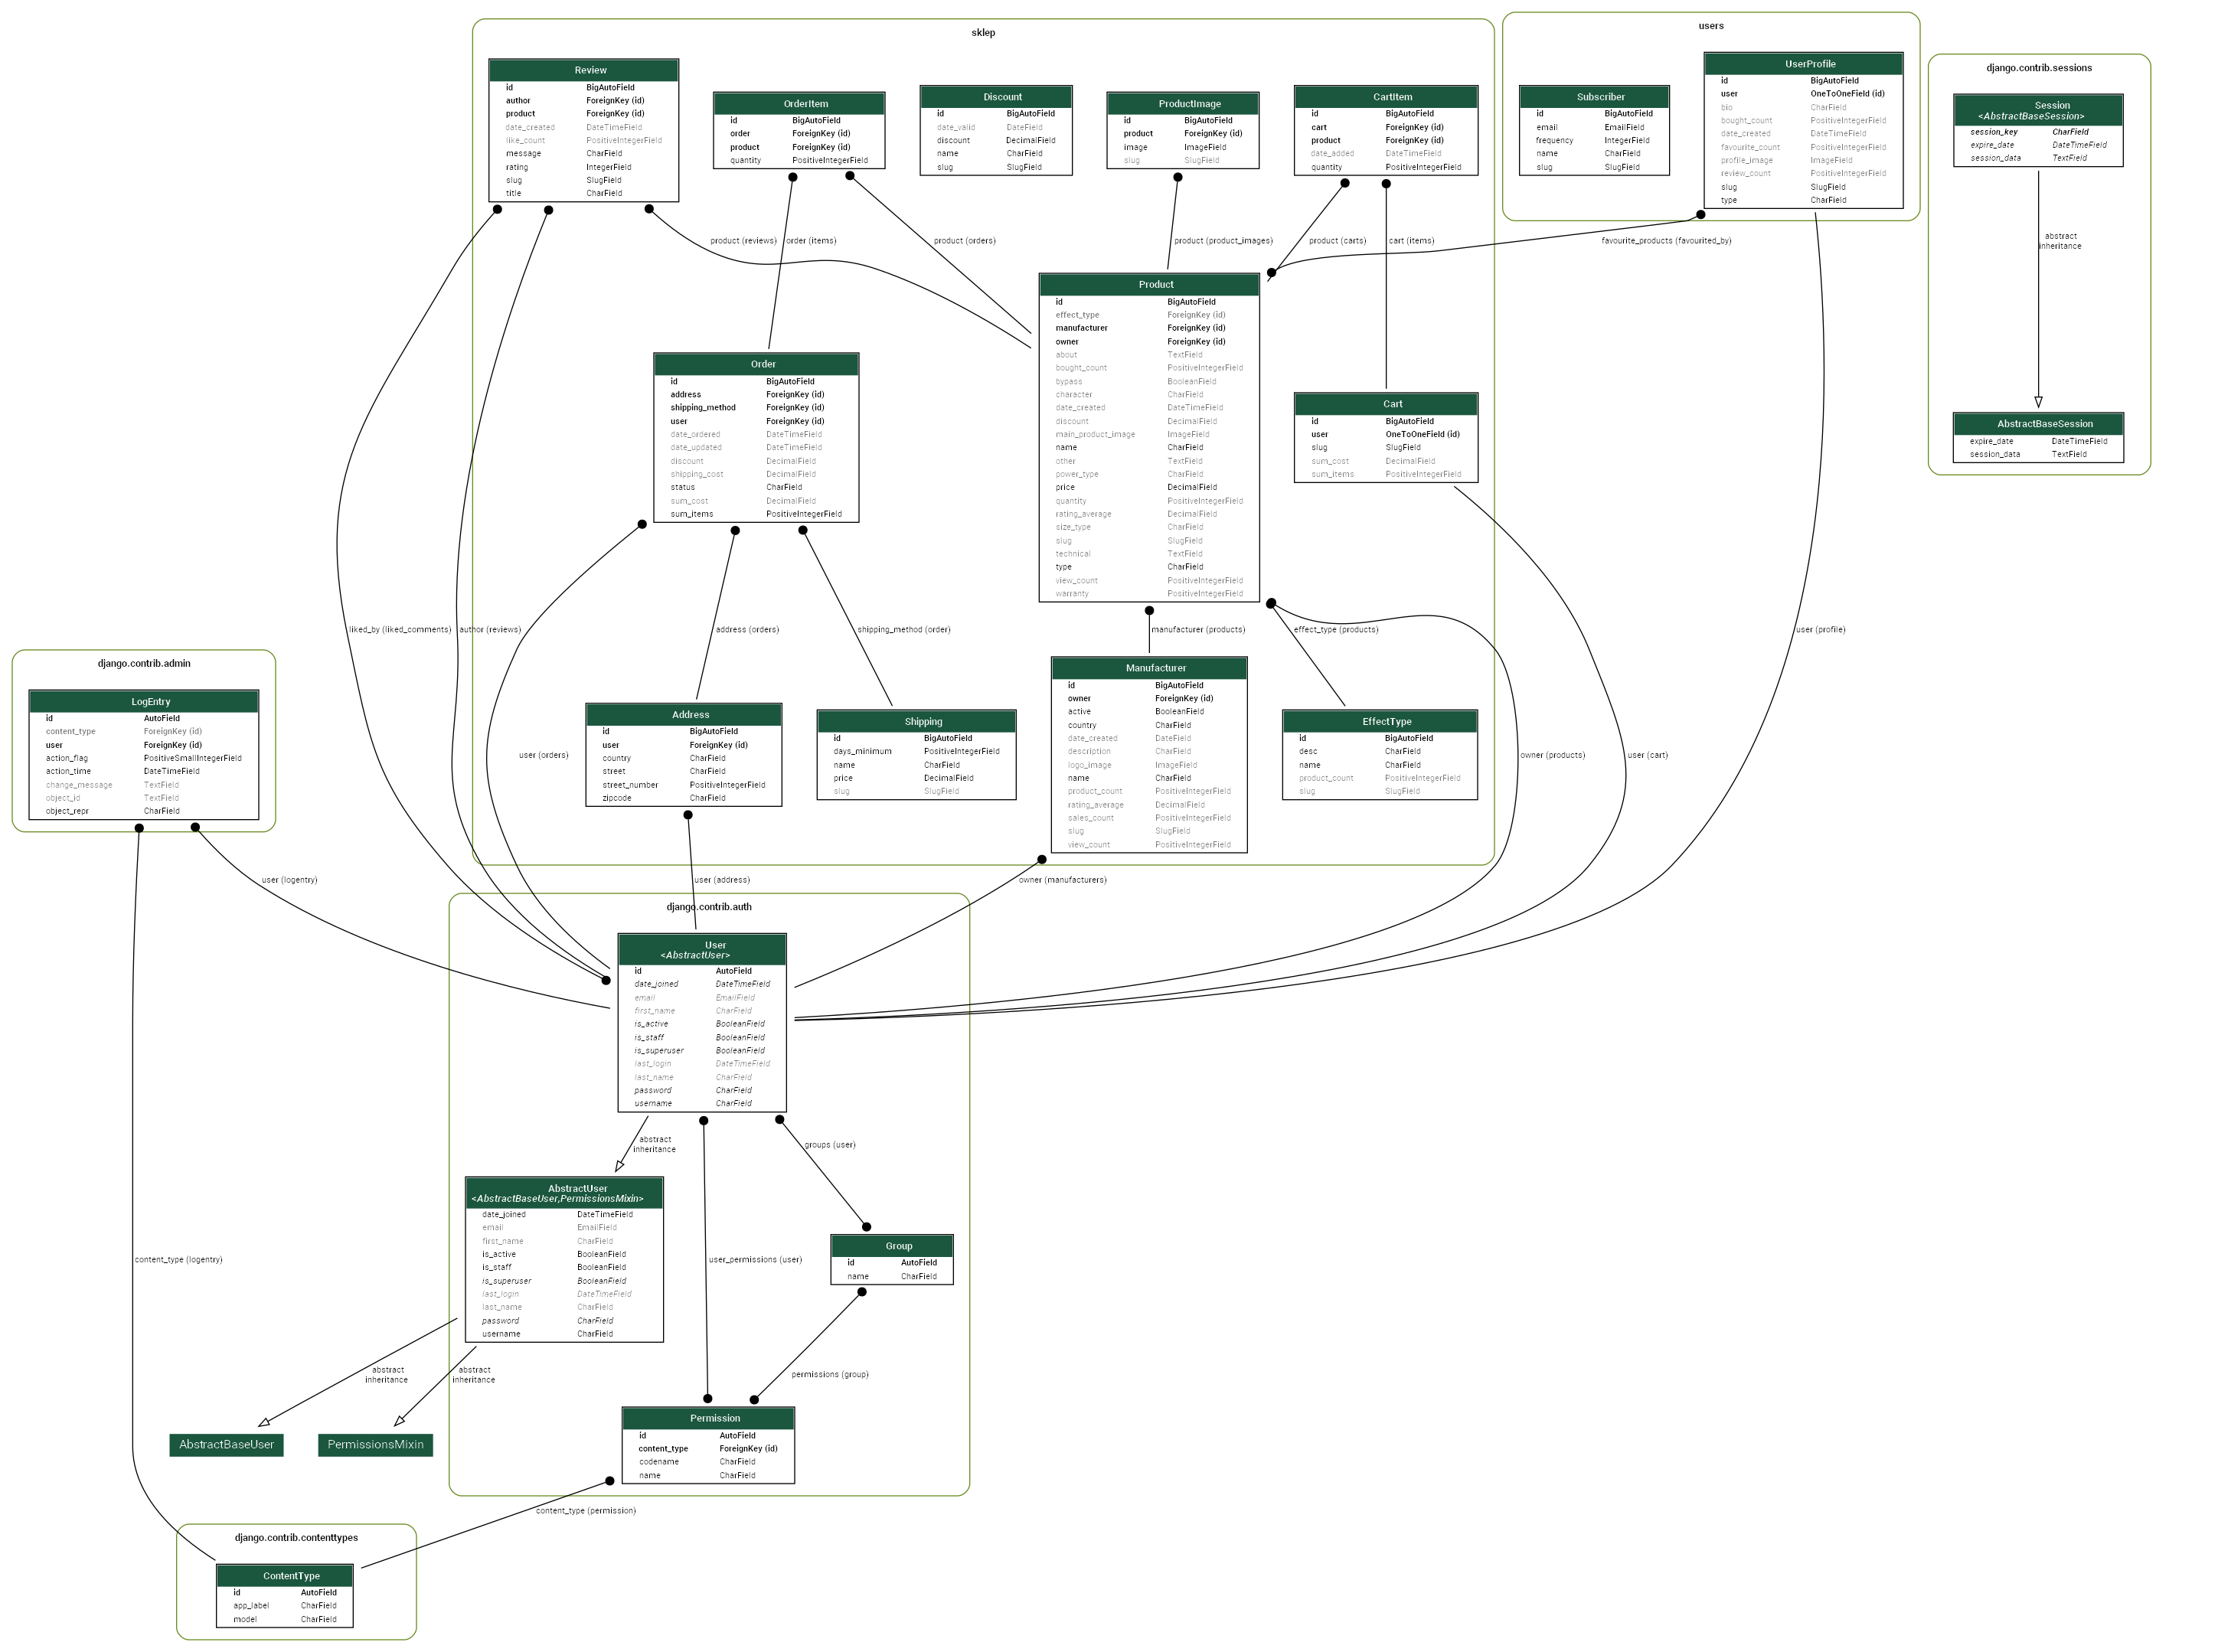 sklep
Review
id BigAutoField
author ForeignKey (id)
product ForeignKey (id)
date_created DateTimeField
like_count PositiveIntegerField
message CharField
rating IntegerField
slug SlugField
title CharField
OrderItem
id BigAutoField
order ForeignKey (id)
product ForeignKey (id)
quantity PositiveIntegerField
Discount
id BigAutoField
date_valid DateField
discount DecimalField
name CharField
slug SlugField
ProductImage
id BigAutoField
product ForeignKey (id)
image ImageField
slug SlugField
CartItem
id BigAutoField
cart ForeignKey (id)
product ForeignKey (id)
date_added DateTimeField
quantity PositiveIntegerField
users
Subscriber
id BigAutoField
email EmailField
frequency IntegerField
name CharField
slug SlugField
UserProfile
id BigAutoField
user OneToOneField (id)
bio CharField
bought_count PositiveIntegerField
date_created DateTimeField
favourite_count PositiveIntegerField
profile_image ImageField
review_count PositiveIntegerField
slug SlugField
type CharField
django.contrib.sessions
Session
<AbstractBaseSession>
session_key CharField
expire_date DateTimeField
session_data TextField
product (reviews)
order (items)
product (orders)
product (product_images)
product (carts)
cart (items)
favourite_products (favourited_by)
abstract
inheritance
Product
id BigAutoField
effect_type ForeignKey (id)
manufacturer ForeignKey (id)
owner ForeignKey (id)
about TextField
bought_count PositiveIntegerField
bypass BooleanField
character CharField
date_created DateTimeField
discount DecimalField
main_product_image ImageField
name CharField
other TextField
power_type CharField
price DecimalField
quantity PositiveIntegerField
rating_average DecimalField
size_type CharField
slug SlugField
technical TextField
type CharField
view_count PositiveIntegerField
warranty PositiveIntegerField
Order
id BigAutoField
address ForeignKey (id)
shipping_method ForeignKey (id)
user ForeignKey (id)
date_ordered DateTimeField
date_updated DateTimeField
discount DecimalField
shipping_cost DecimalField
status CharField
sum_cost DecimalField
sum_items PositiveIntegerField
Cart
id BigAutoField
user OneToOneField (id)
slug SlugField
sum_cost DecimalField
sum_items PositiveIntegerField
AbstractBaseSession
expire_date DateTimeField
session_data TextField
liked_by (liked_comments)
author (reviews)
address (orders)
shipping_method (order)
manufacturer (products)
effect_type (products)
user (profile)
django.contrib.admin
LogEntry
id AutoField
content_type ForeignKey (id)
user ForeignKey (id)
action_flag PositiveSmallIntegerField
action_time DateTimeField
change_message TextField
object_id TextField
object_repr CharField
user (orders)
Address
id BigAutoField
user ForeignKey (id)
country CharField
street CharField
street_number PositiveIntegerField
zipcode CharField
Shipping
id BigAutoField
days_minimum PositiveIntegerField
name CharField
price DecimalField
slug SlugField
Manufacturer
id BigAutoField
owner ForeignKey (id)
active BooleanField
country CharField
date_created DateField
description CharField
logo_image ImageField
name CharField
product_count PositiveIntegerField
rating_average DecimalField
sales_count PositiveIntegerField
slug SlugField
view_count PositiveIntegerField
EffectType
id BigAutoField
desc CharField
name CharField
product_count PositiveIntegerField
slug SlugField
owner (products)
user (cart)
user (logentry)
user (address)
owner (manufacturers)
django.contrib.auth
User
<AbstractUser>
id AutoField
date_joined DateTimeField
email EmailField
first_name CharField
is_active BooleanField
is_staff BooleanField
is_superuser BooleanField
last_login DateTimeField
last_name CharField
password CharField
username CharField
abstract
inheritance
groups (user)
AbstractUser
<AbstractBaseUser,PermissionsMixin>
date_joined DateTimeField
email EmailField
first_name CharField
is_active BooleanField
is_staff BooleanField
is_superuser BooleanField
last_login DateTimeField
last_name CharField
password CharField
username CharField
Group
id AutoField
name CharField
content_type (logentry)
user_permissions (user)
abstract
inheritance
abstract
inheritance
permissions (group)
AbstractBaseUser
PermissionsMixin
Permission
id AutoField
content_type ForeignKey (id)
codename CharField
name CharField
content_type (permission)
django.contrib.contenttypes
ContentType
id AutoField
app_label CharField
model CharField